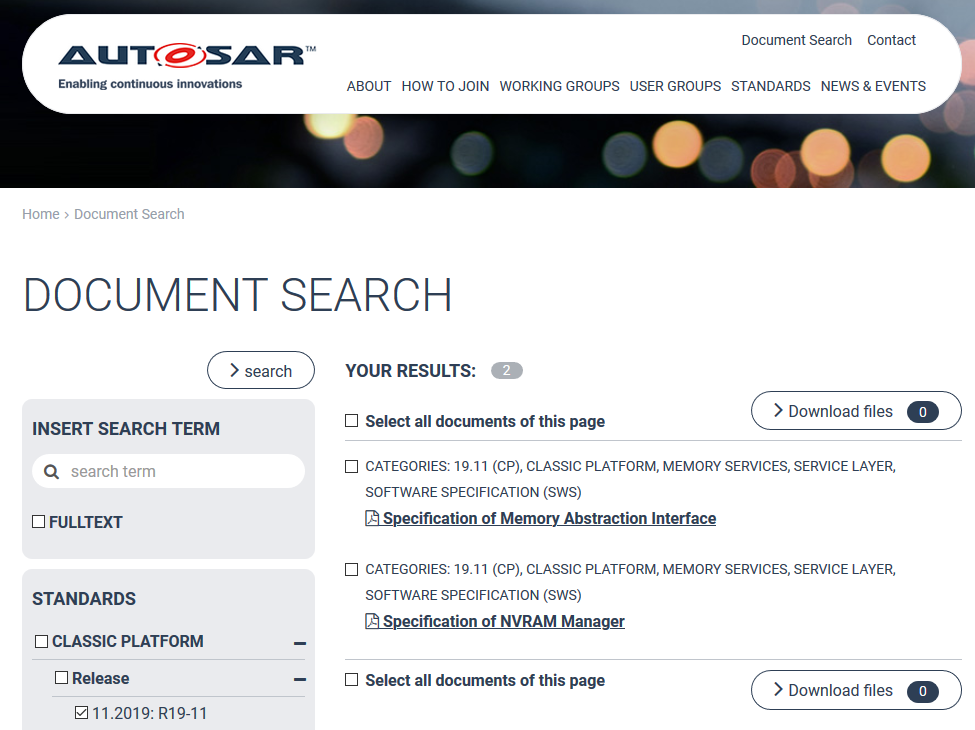 AUTOSAR™
Enabling continuous innovations
Document Search Contact
ABOUT HOW TO JOIN WORKING GROUPS USER GROUPS STANDARDS NEWS & EVENTS
Home › Document Search
DOCUMENT SEARCH
search
INSERT SEARCH TERM
search term
FULLTEXT
STANDARDS
CLASSIC PLATFORM
Release
11.2019: R19-11
YOUR RESULTS: 2
Select all documents of this page
Download files 0
CATEGORIES: 19.11 (CP), CLASSIC PLATFORM, MEMORY SERVICES, SERVICE LAYER,
SOFTWARE SPECIFICATION (SWS)
Specification of Memory Abstraction Interface
CATEGORIES: 19.11 (CP), CLASSIC PLATFORM, MEMORY SERVICES, SERVICE LAYER,
SOFTWARE SPECIFICATION (SWS)
Specification of NVRAM Manager
Select all documents of this page
Download files 0